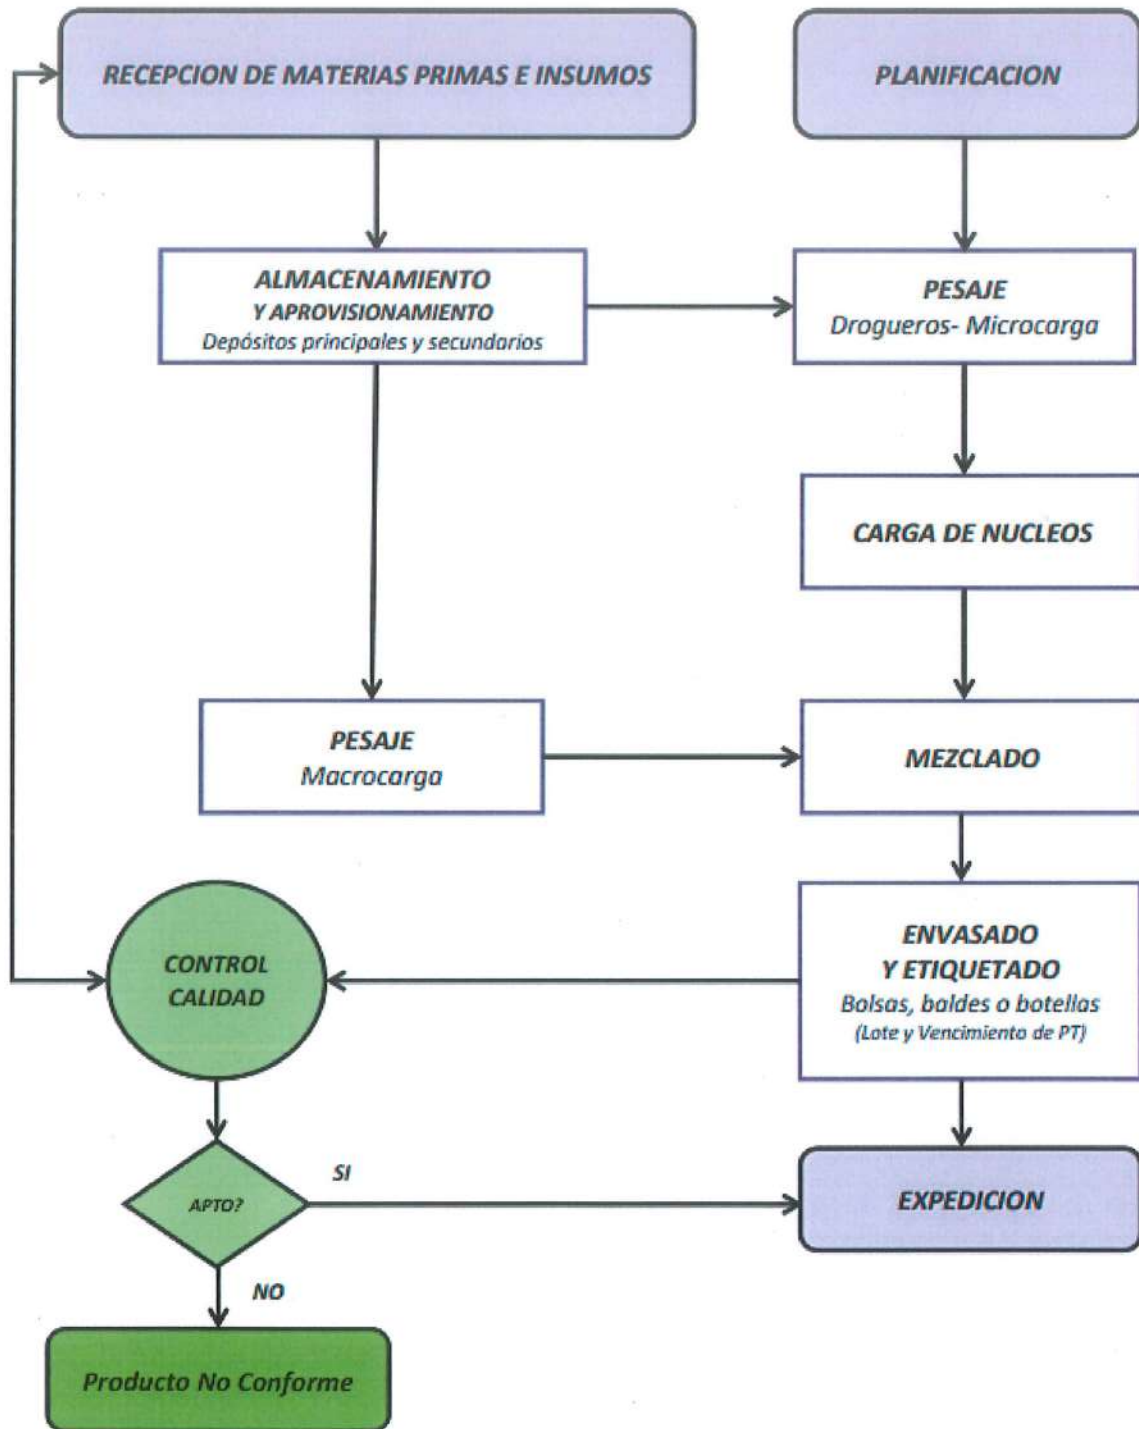 RECEPCION DE MATERIAS PRIMAS E INSUMOS
PLANIFICACION
ALMACENAMIENTO
Y APROVISIONAMIENTO
Depósitos principales y secundarios
PESAJE
Drogueros- Microcarga
CARGA DE NUCLEOS
PESAJE
Macrocarga
MEZCLADO
ENVASADO
Y ETIQUETADO
Bolsas, baldes o botellas
(Lote y Vencimiento de PT)
CONTROL
CALIDAD
APTO?
SI
EXPEDICION
NO
Producto No Conforme